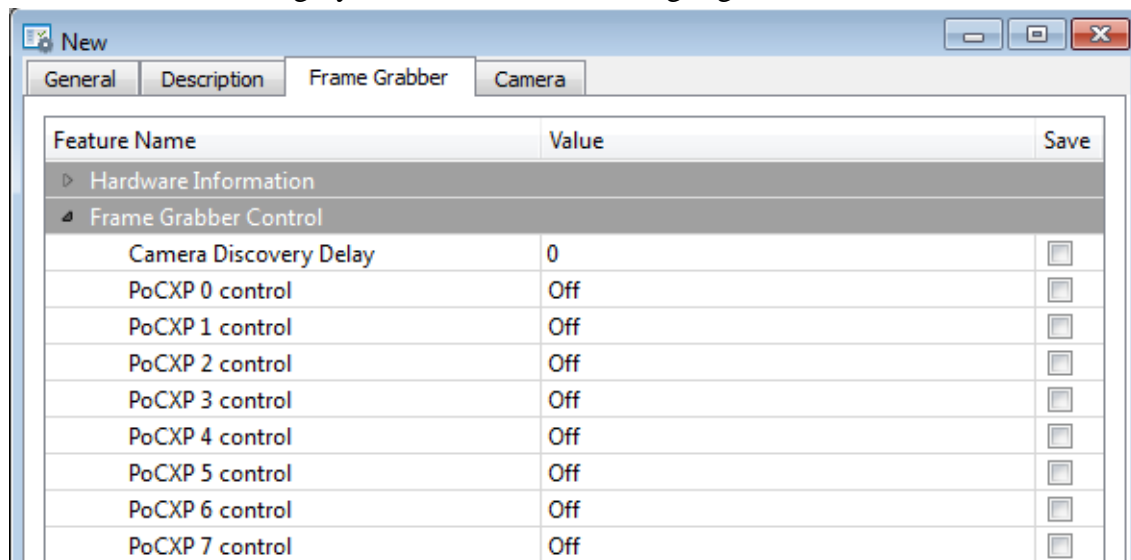 New
General Description Frame Grabber Camera
Feature Name Value Save
Hardware Information
Frame Grabber Control
Camera Discovery Delay 0
PoCXP 0 control Off
PoCXP 1 control Off
PoCXP 2 control Off
PoCXP 3 control Off
PoCXP 4 control Off
PoCXP 5 control Off
PoCXP 6 control Off
PoCXP 7 control Off